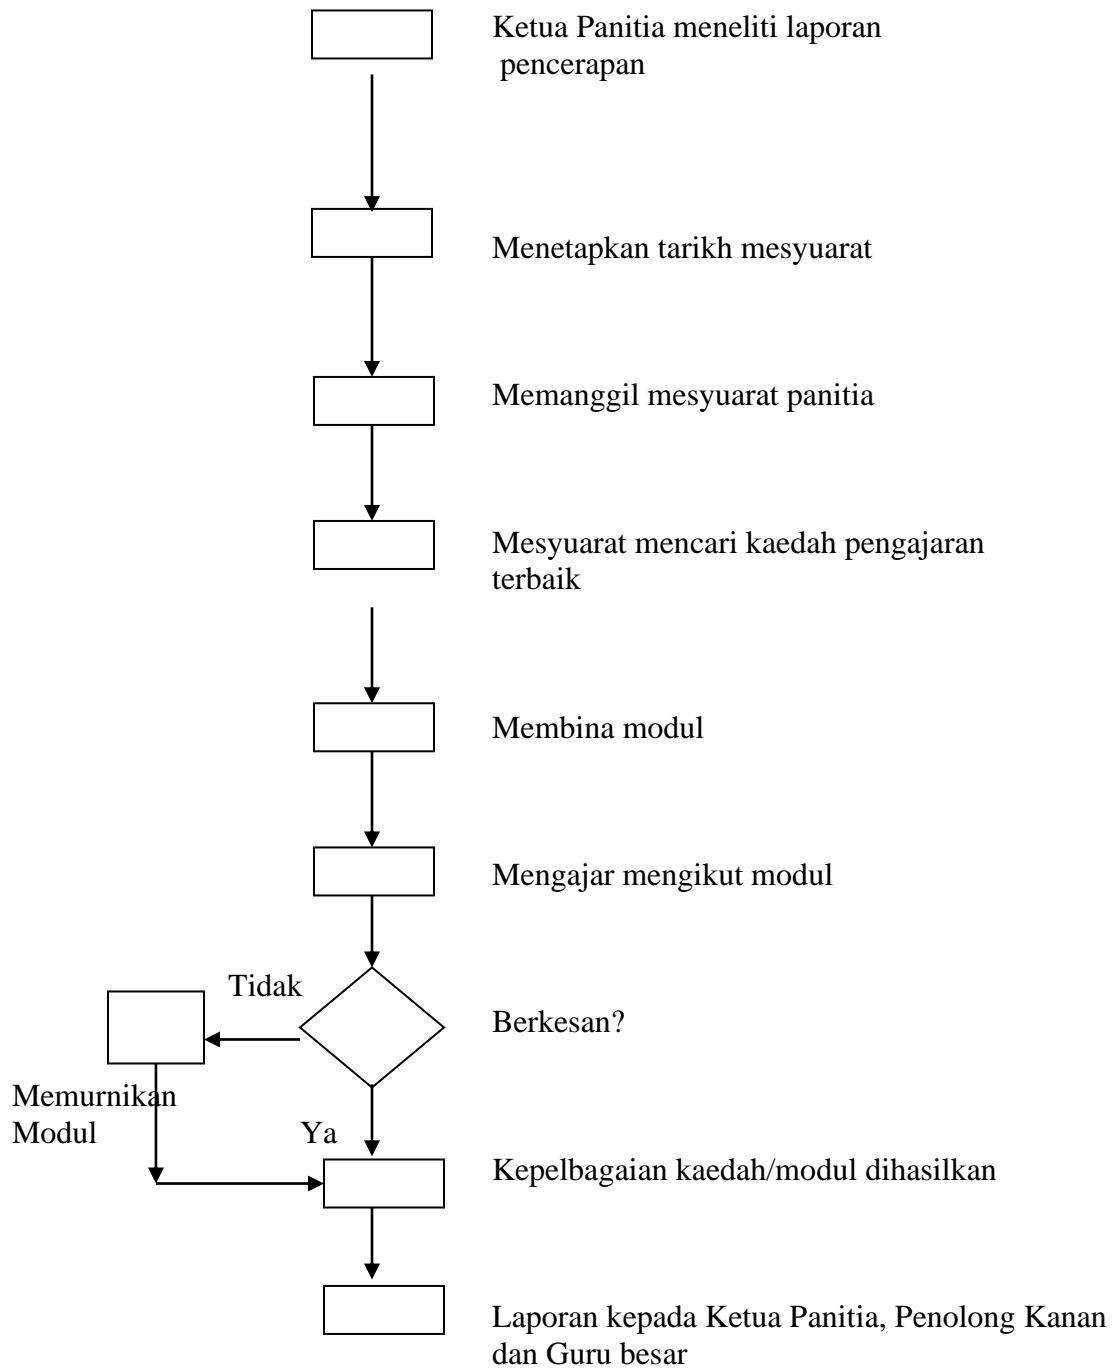 Ketua Panitia meneliti laporan
pencerapan
Menetapkan tarikh mesyuarat
Memanggil mesyuarat panitia
Mesyuarat mencari kaedah pengajaran
terbaik
Membina modul
Mengajar mengikut modul
Tidak
Berkesan?
Memurnikan
Modul
Ya
Kepelbagaian kaedah/modul dihasilkan
Laporan kepada Ketua Panitia, Penolong Kanan
dan Guru besar